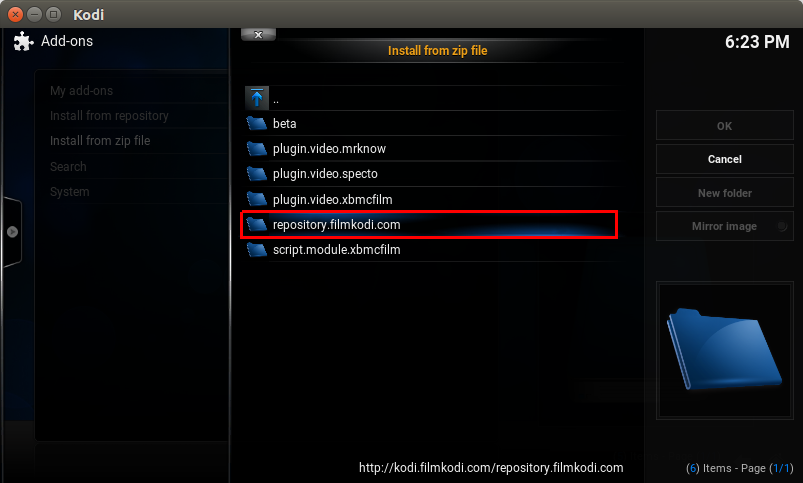 Kodi
Add-ons
My add-ons
Install from repository
Install from zip file
Search
System
x
Install from zip file
..
beta
plugin.video.mrknow
plugin.video.specto
plugin.video.xbmcfilm
repository.filmkodi.com
script.module.xbmcfilm
http://kodi.filmkodi.com/repository.filmkodi.com
6:23 PM
OK
Cancel
New folder
Mirror image
(6) Items - Page (1/1)